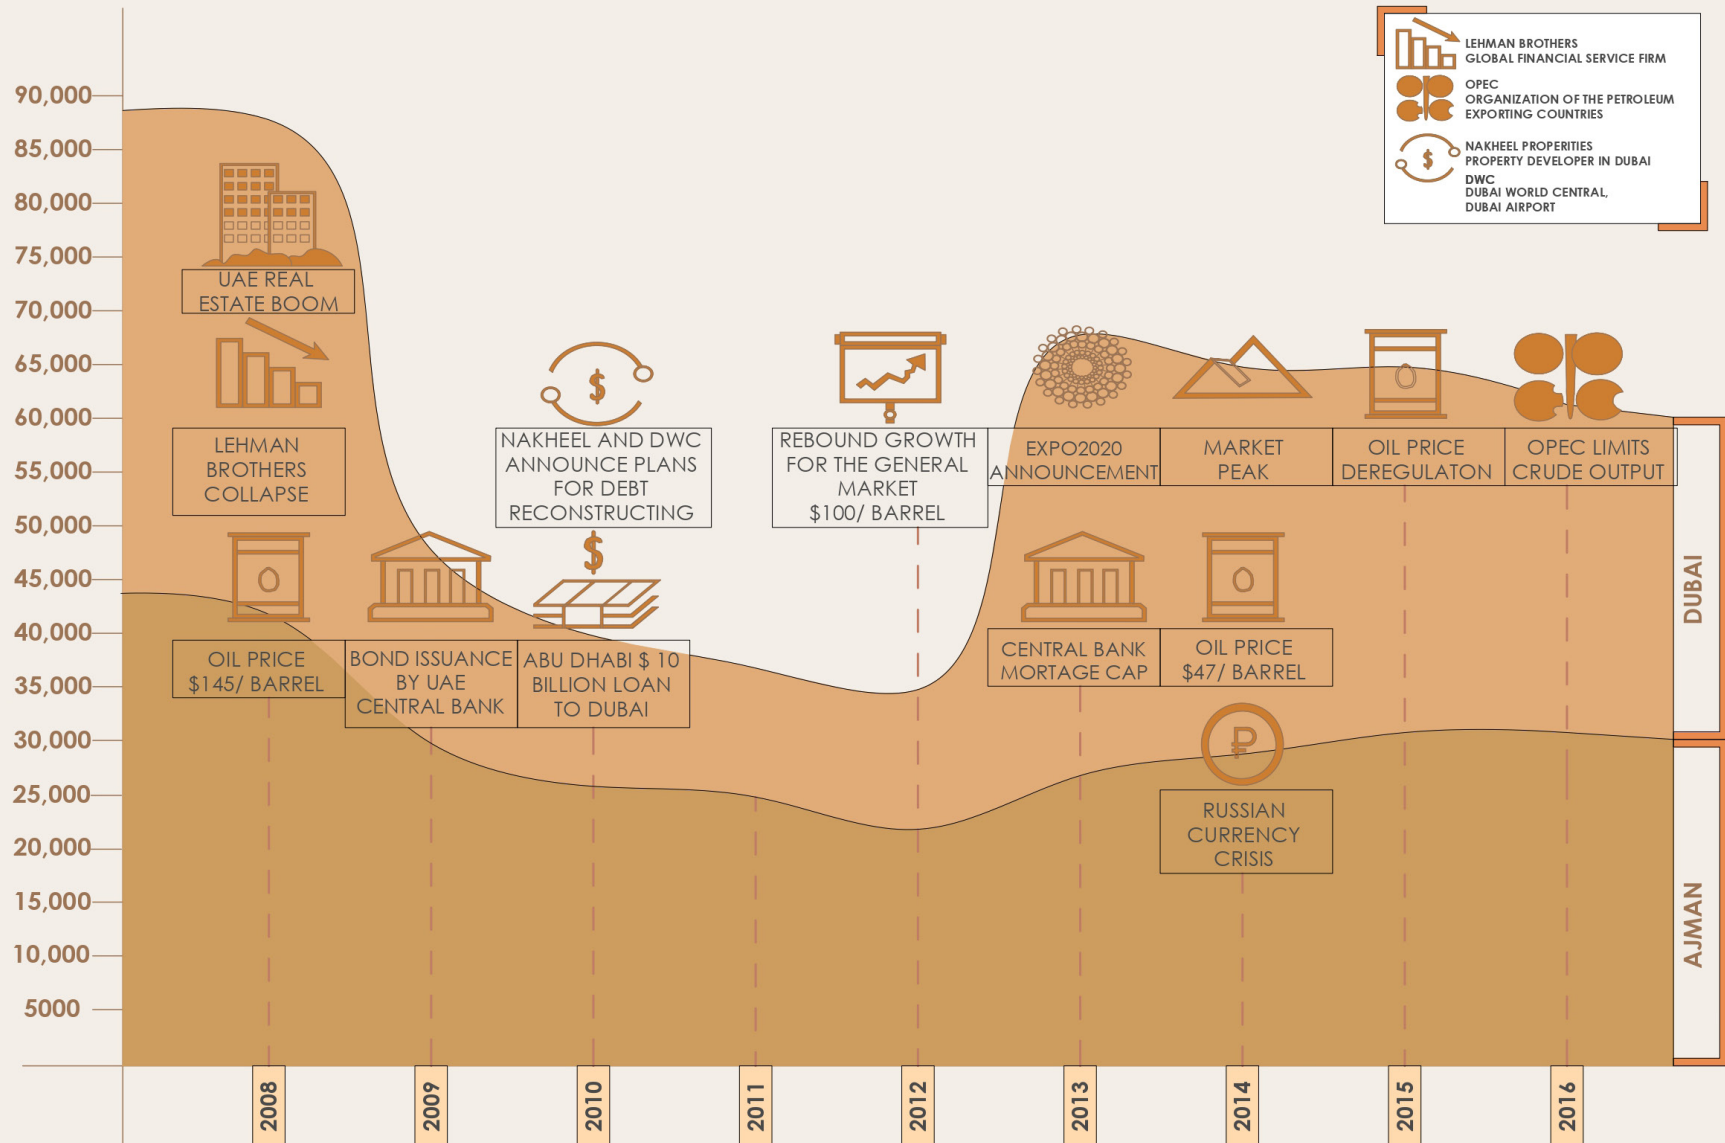 LEHMAN BROTHERS
GLOBAL FINANCIAL SERVICE FIRM
OPEC
ORGANIZATION OF THE PETROLEUM
EXPORTING COUNTRIES
NAKHEEL PROPERITIES
PROPERTY DEVELOPER IN DUBAI
DWC
DUBAI WORLD CENTRAL,
DUBAI AIRPORT
90,000
85,000
80,000
75,000
70,000
65,000
60,000
55,000
50,000
45,000
40,000
35,000
30,000
25,000
20,000
15,000
10,000
5000
UAE REAL
ESTATE BOOM
LEHMAN
BROTHERS
COLLAPSE
OIL PRICE
$145/ BARREL
BOND ISSUANCE
BY UAE
CENTRAL BANK
NAKHEEL AND DWC
ANNOUNCE PLANS
FOR DEBT
RECONSTRUCTING
ABU DHABI $ 10
BILLION LOAN
TO DUBAI
REBOUND GROWTH
FOR THE GENERAL
MARKET
$100/ BARREL
EXPO2020
ANNOUNCEMENT
CENTRAL BANK
MORTAGE CAP
MARKET
PEAK
OIL PRICE
$47/ BARREL
RUSSIAN
CURRENCY
CRISIS
OIL PRICE
DEREGULATON
OPEC LIMITS
CRUDE OUTPUT
DUBAI
AJMAN
2008
2009
2010
2011
2012
2013
2014
2015
2016